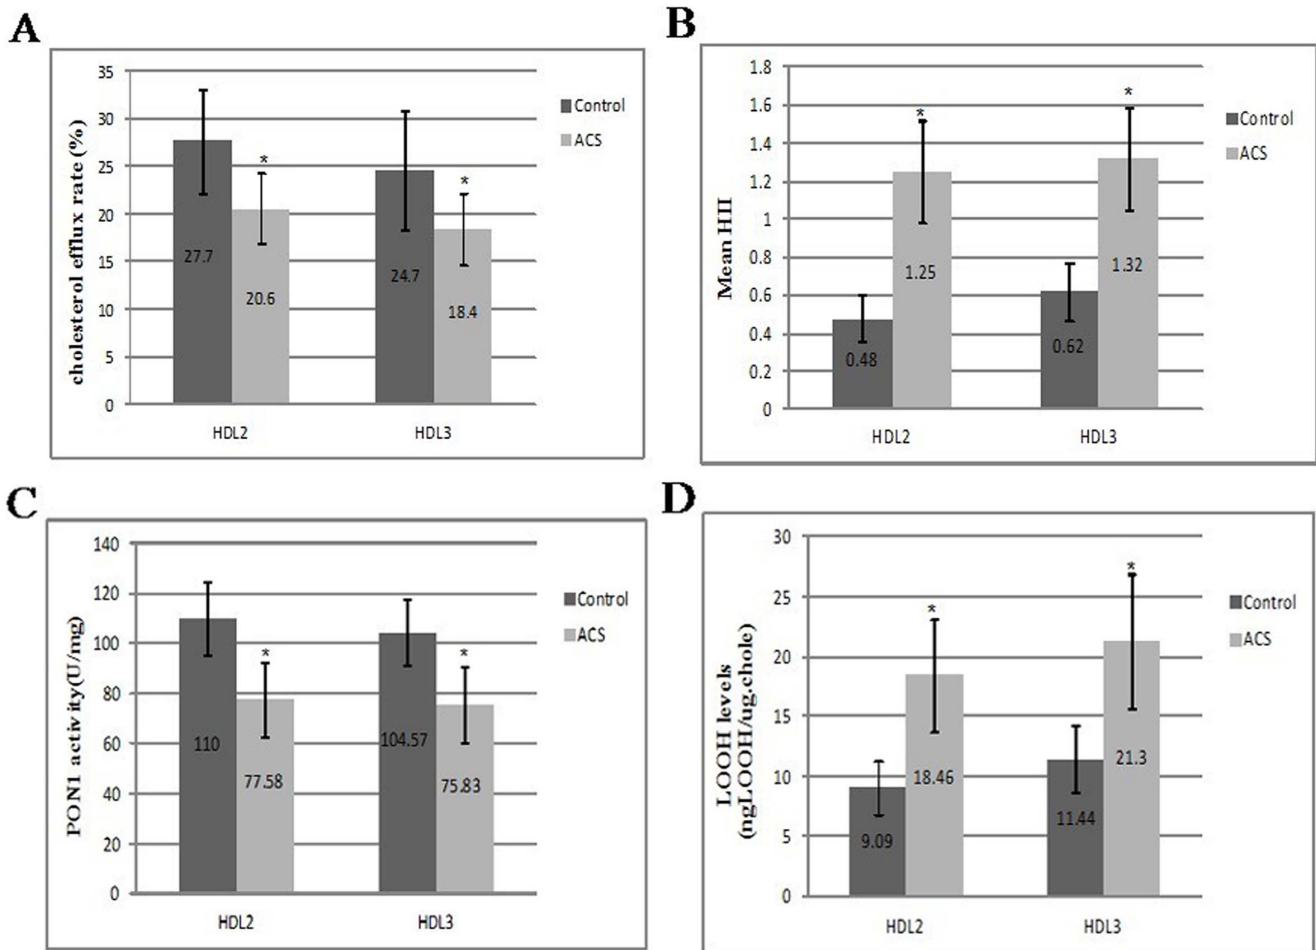 A
cholesterol efflux rate (%)
35
30
25
20
15
10
5
0
27.7
*
20.6
24.7
*
18.4
HDL2
HDL3
Control
ACS
B
Mean HII
1.8
1.6
1.4
1.2
1
0.8
0.6
0.4
0.2
0
0.48
*
1.25
0.62
*
1.32
HDL2
HDL3
Control
ACS
C
PON1 activity(U/mg)
140
120
100
80
60
40
20
0
110
*
77.58
104.57
*
75.83
HDL2
HDL3
Control
ACS
D
LOOH levels
(ngLOOH/ug.chole)
30
25
20
15
10
5
0
9.09
*
18.46
11.44
*
21.3
HDL2
HDL3
Control
ACS